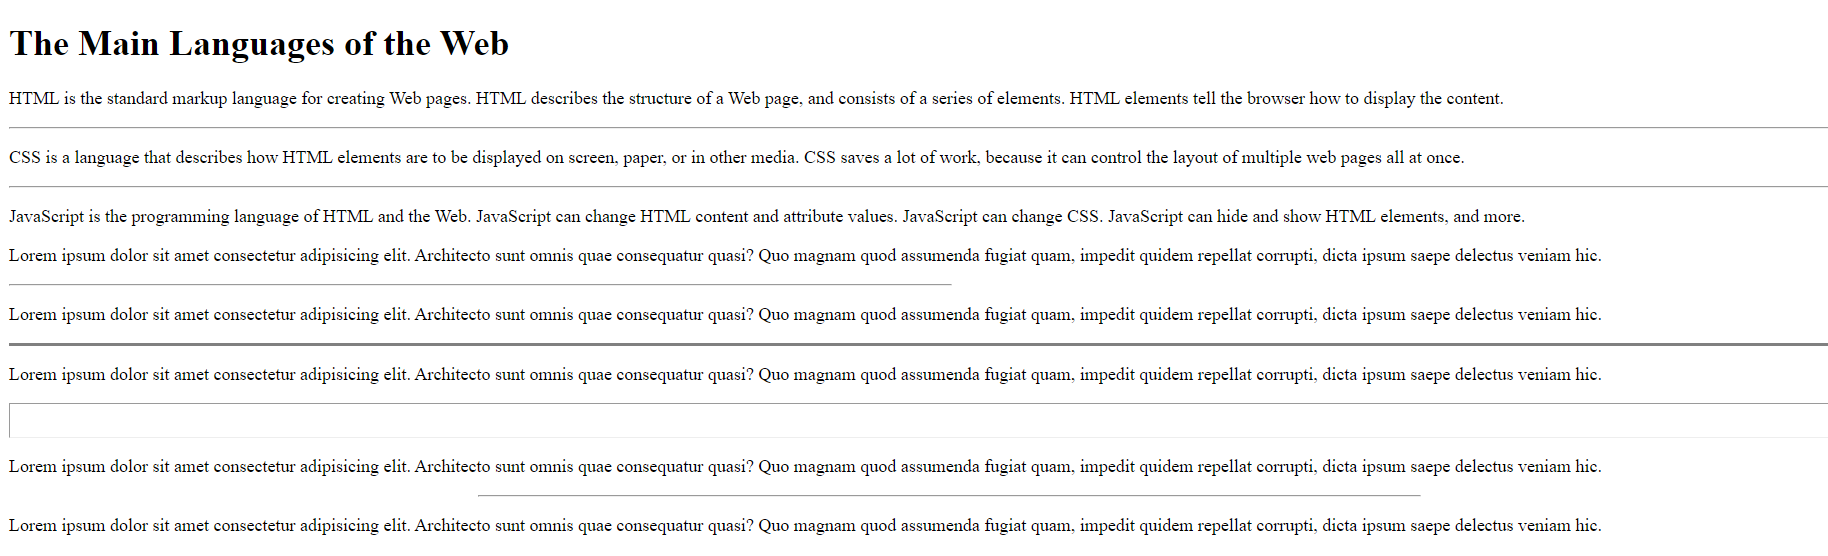 The Main Languages of the Web
HTML is the standard markup language for creating Web pages. HTML describes the structure of a Web page, and consists of a series of elements. HTML elements tell the browser how to display the content.
CSS is a language that describes how HTML elements are to be displayed on screen, paper, or in other media. CSS saves a lot of work, because it can control the layout of multiple web pages all at once.
JavaScript is the programming language of HTML and the Web. JavaScript can change HTML content and attribute values. JavaScript can change CSS. JavaScript can hide and show HTML elements, and more.
Lorem ipsum dolor sit amet consectetur adipisicing elit. Architecto sunt omnis quae consequatur quasi? Quo magnam quod assumenda fugiat quam, impedit quidem repellat corrupti, dicta ipsum saepe delectus veniam hic.
Lorem ipsum dolor sit amet consectetur adipisicing elit. Architecto sunt omnis quae consequatur quasi? Quo magnam quod assumenda fugiat quam, impedit quidem repellat corrupti, dicta ipsum saepe delectus veniam hic.
Lorem ipsum dolor sit amet consectetur adipisicing elit. Architecto sunt omnis quae consequatur quasi? Quo magnam quod assumenda fugiat quam, impedit quidem repellat corrupti, dicta ipsum saepe delectus veniam hic.
Lorem ipsum dolor sit amet consectetur adipisicing elit. Architecto sunt omnis quae consequatur quasi? Quo magnam quod assumenda fugiat quam, impedit quidem repellat corrupti, dicta ipsum saepe delectus veniam hic.
Lorem ipsum dolor sit amet consectetur adipisicing elit. Architecto sunt omnis quae consequatur quasi? Quo magnam quod assumenda fugiat quam, impedit quidem repellat corrupti, dicta ipsum saepe delectus veniam hic.